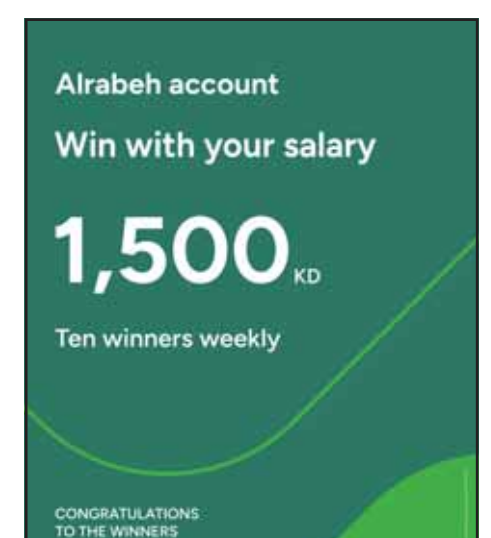 Alrabeh account
Win with your salary
1,500 KD
Ten winners weekly
CONGRATULATIONS
TO THE WINNERS